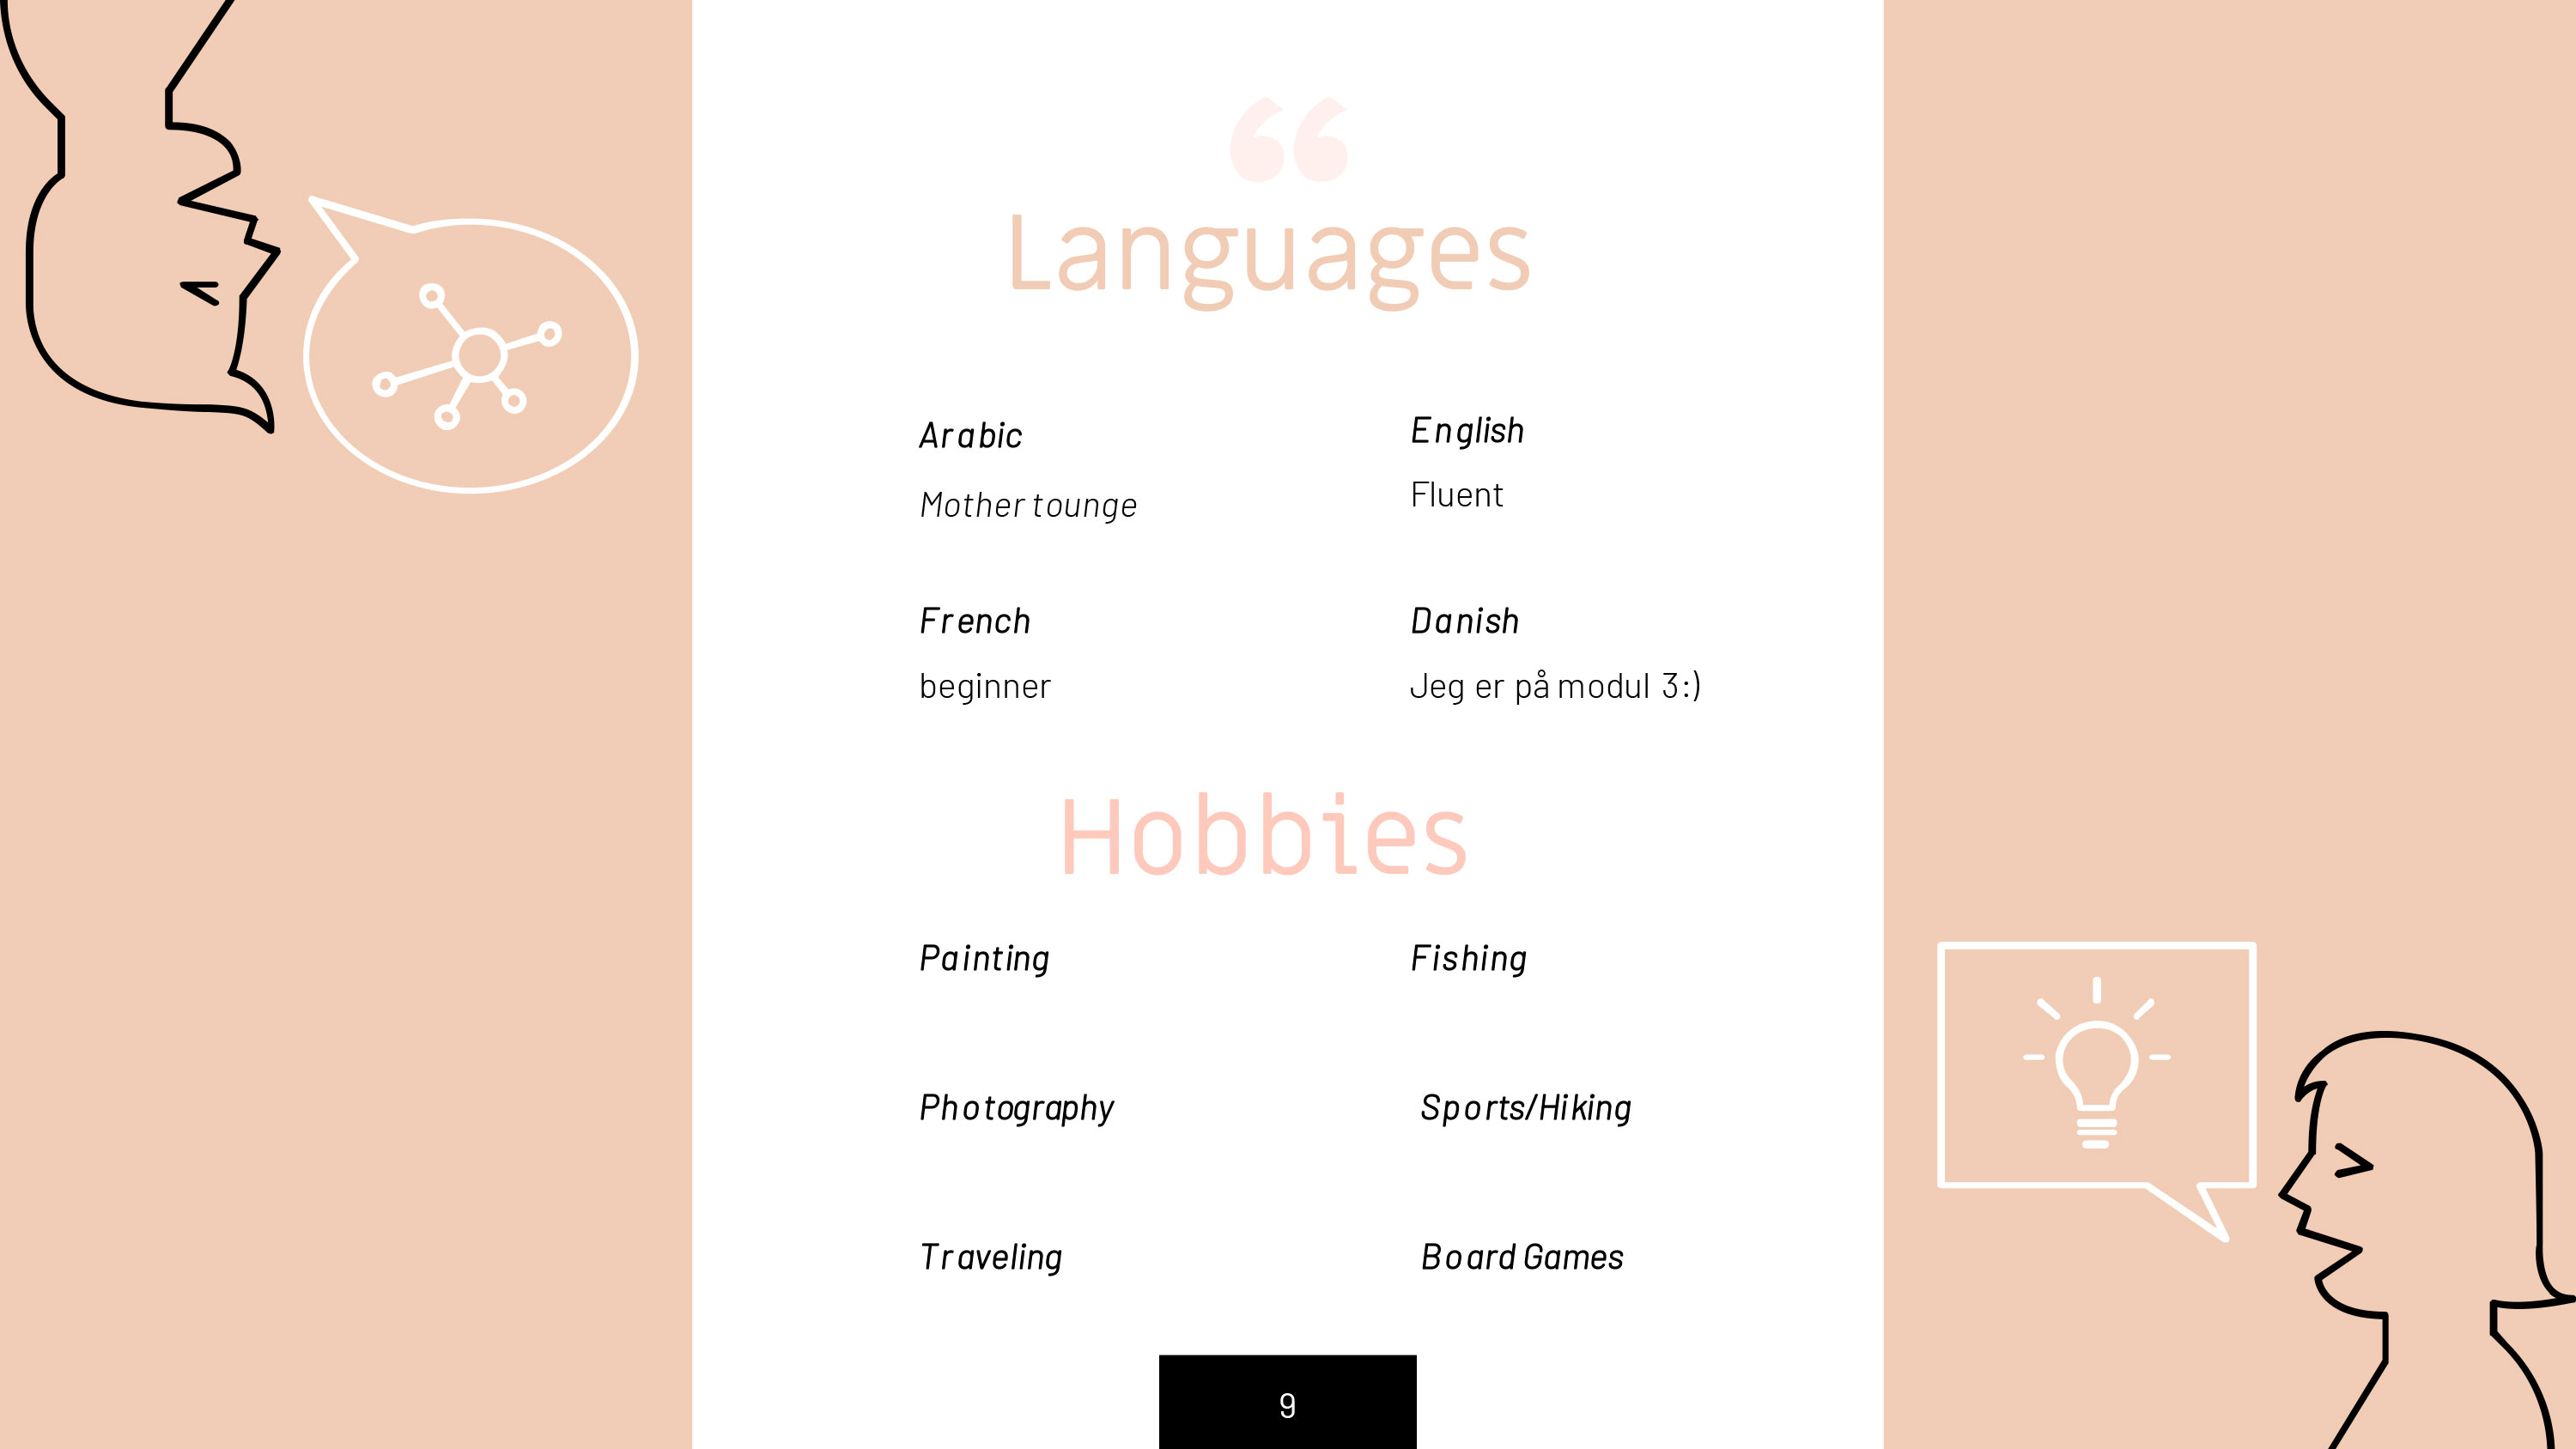 “
Languages
Arabic
Mother tounge
English
Fluent
French
beginner
Danish
Jeg er på modul 3:)
Hobbies
Painting
Fishing
Photography
Sports/Hiking
Traveling
Board Games
9